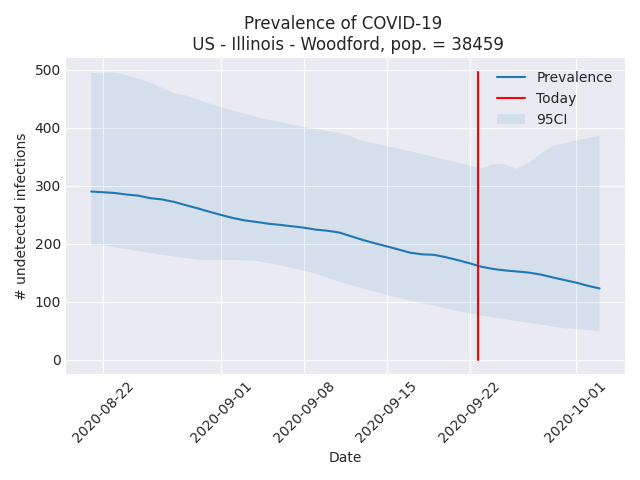 Prevalence of COVID-19
US - Illinois - Woodford, pop. = 38459
Prevalence
Today
95CI
# undetected infections
500
400
300
200
100
0
2020-08-22
2020-09-01
2020-09-08
2020-09-15
2020-09-22
2020-10-01
Date